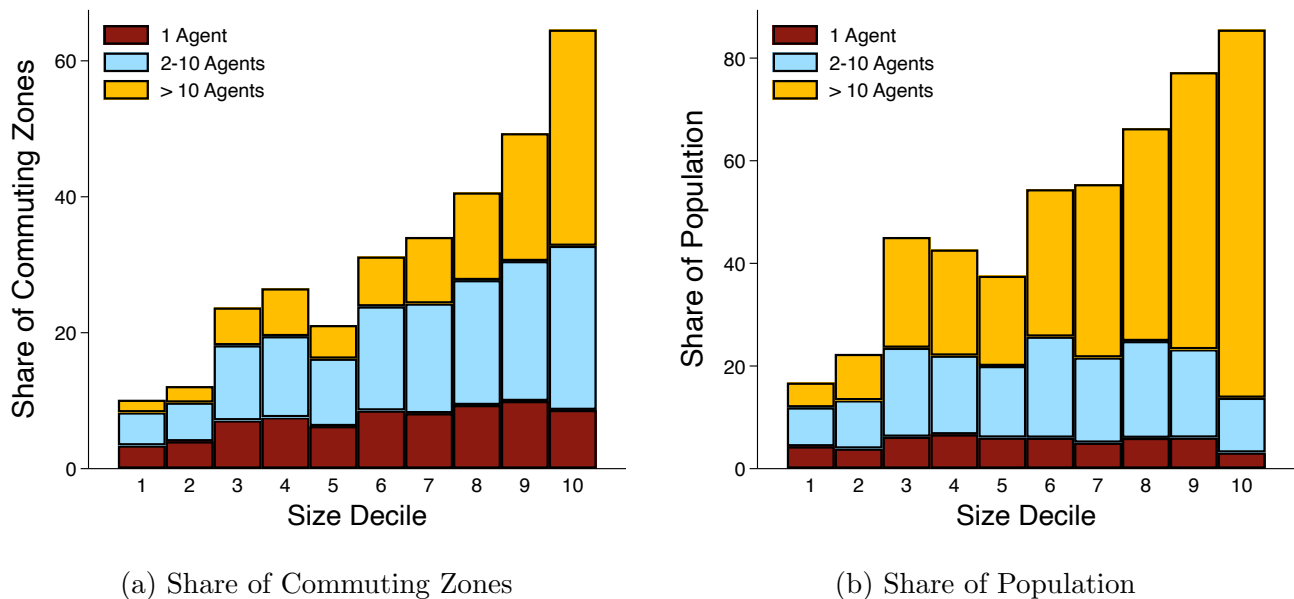 1 Agent
2-10 Agents
> 10 Agents
Share of Commuting Zones
60
40
20
0
1 2 3 4 5 6 7 8 9 10
Size Decile
(a) Share of Commuting Zones
1 Agent
2-10 Agents
> 10 Agents
Share of Population
80
60
40
20
0
1 2 3 4 5 6 7 8 9 10
Size Decile
(b) Share of Population